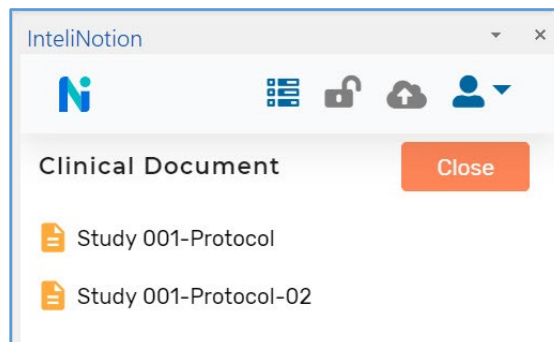 InteliNotion
Clinical Document
Close
Study 001-Protocol
Study 001-Protocol-02